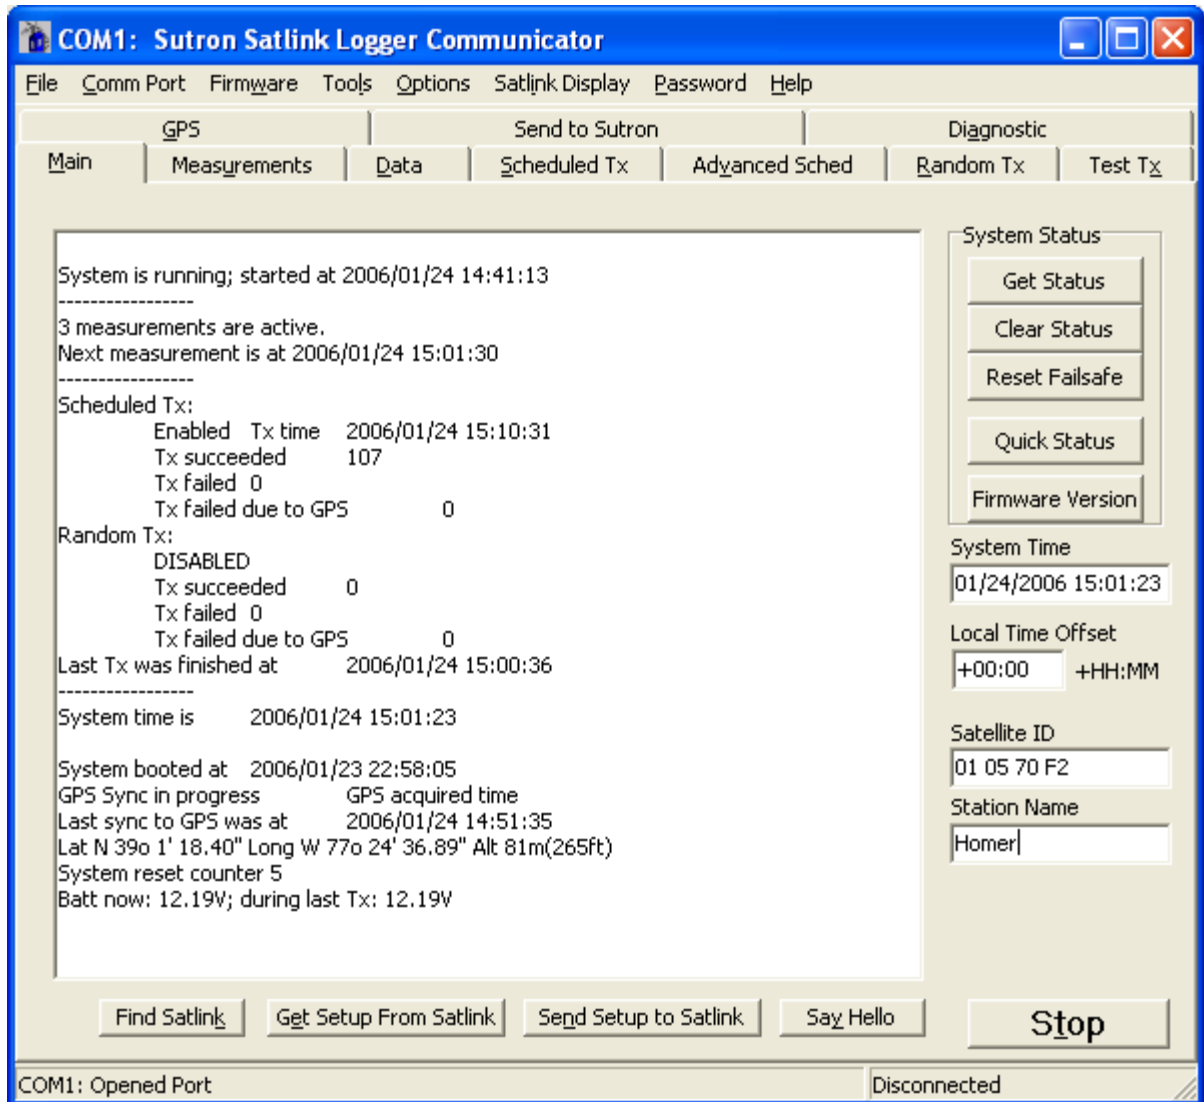 COM1: Sutron Satlink Logger Communicator
File Comm Port Firmware Tools Options Satlink Display Password Help
GPS Send to Sutron Diagnostic
Main Measurements Data Scheduled Tx Advanced Sched Random Tx Test Tx
System is running; started at 2006/01/24 14:41:13
-----------------
3 measurements are active.
Next measurement is at 2006/01/24 15:01:30
-----------------
Scheduled Tx:
Enabled Tx time 2006/01/24 15:10:31
Tx succeeded 107
Tx failed 0
Tx failed due to GPS 0
Random Tx:
DISABLED
Tx succeeded 0
Tx failed 0
Tx failed due to GPS 0
Last Tx was finished at 2006/01/24 15:00:36
-----------------
System time is 2006/01/24 15:01:23
System booted at 2006/01/23 22:58:05
GPS Sync in progress GPS acquired time
Last sync to GPS was at 2006/01/24 14:51:35
Lat N 39o 1' 18.40" Long W 77o 24' 36.89" Alt 81m(265ft)
System reset counter 5
Batt now: 12.19V; during last Tx: 12.19V
System Status
Get Status
Clear Status
Reset Failsafe
Quick Status
Firmware Version
System Time
01/24/2006 15:01:23
Local Time Offset
+00:00 +HH:MM
Satellite ID
01 05 70 F2
Station Name
Homer
Find Satlink Get Setup From Satlink Send Setup to Satlink Say Hello Stop
COM1: Opened Port Disconnected